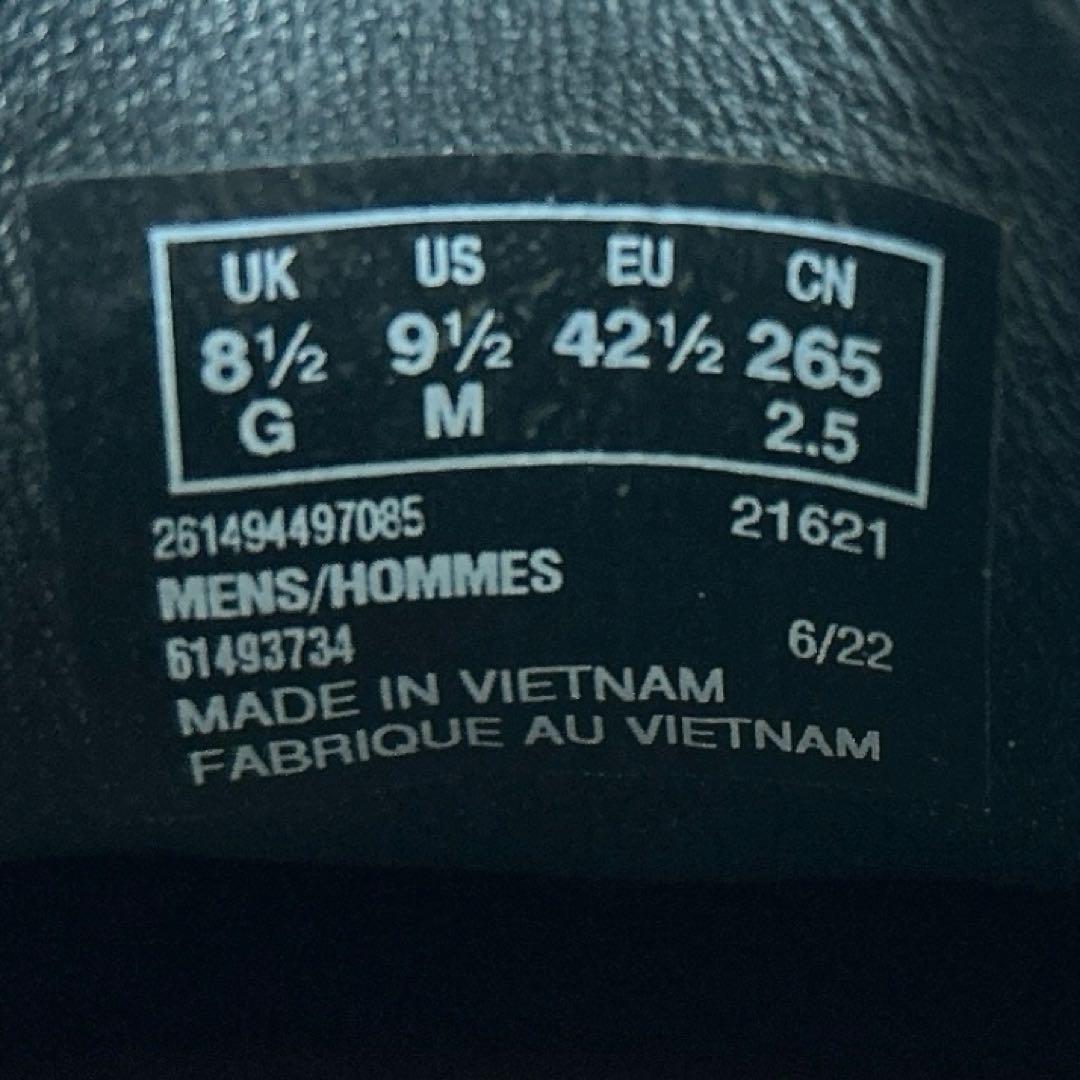 UK US EU CN
8½ 9½ 42½ 265
G M 2.5
261494497085 21621
MENS/HOMMES
61493734 6/22
MADE IN VIETNAM
FABRIQUE AU VIETNAM